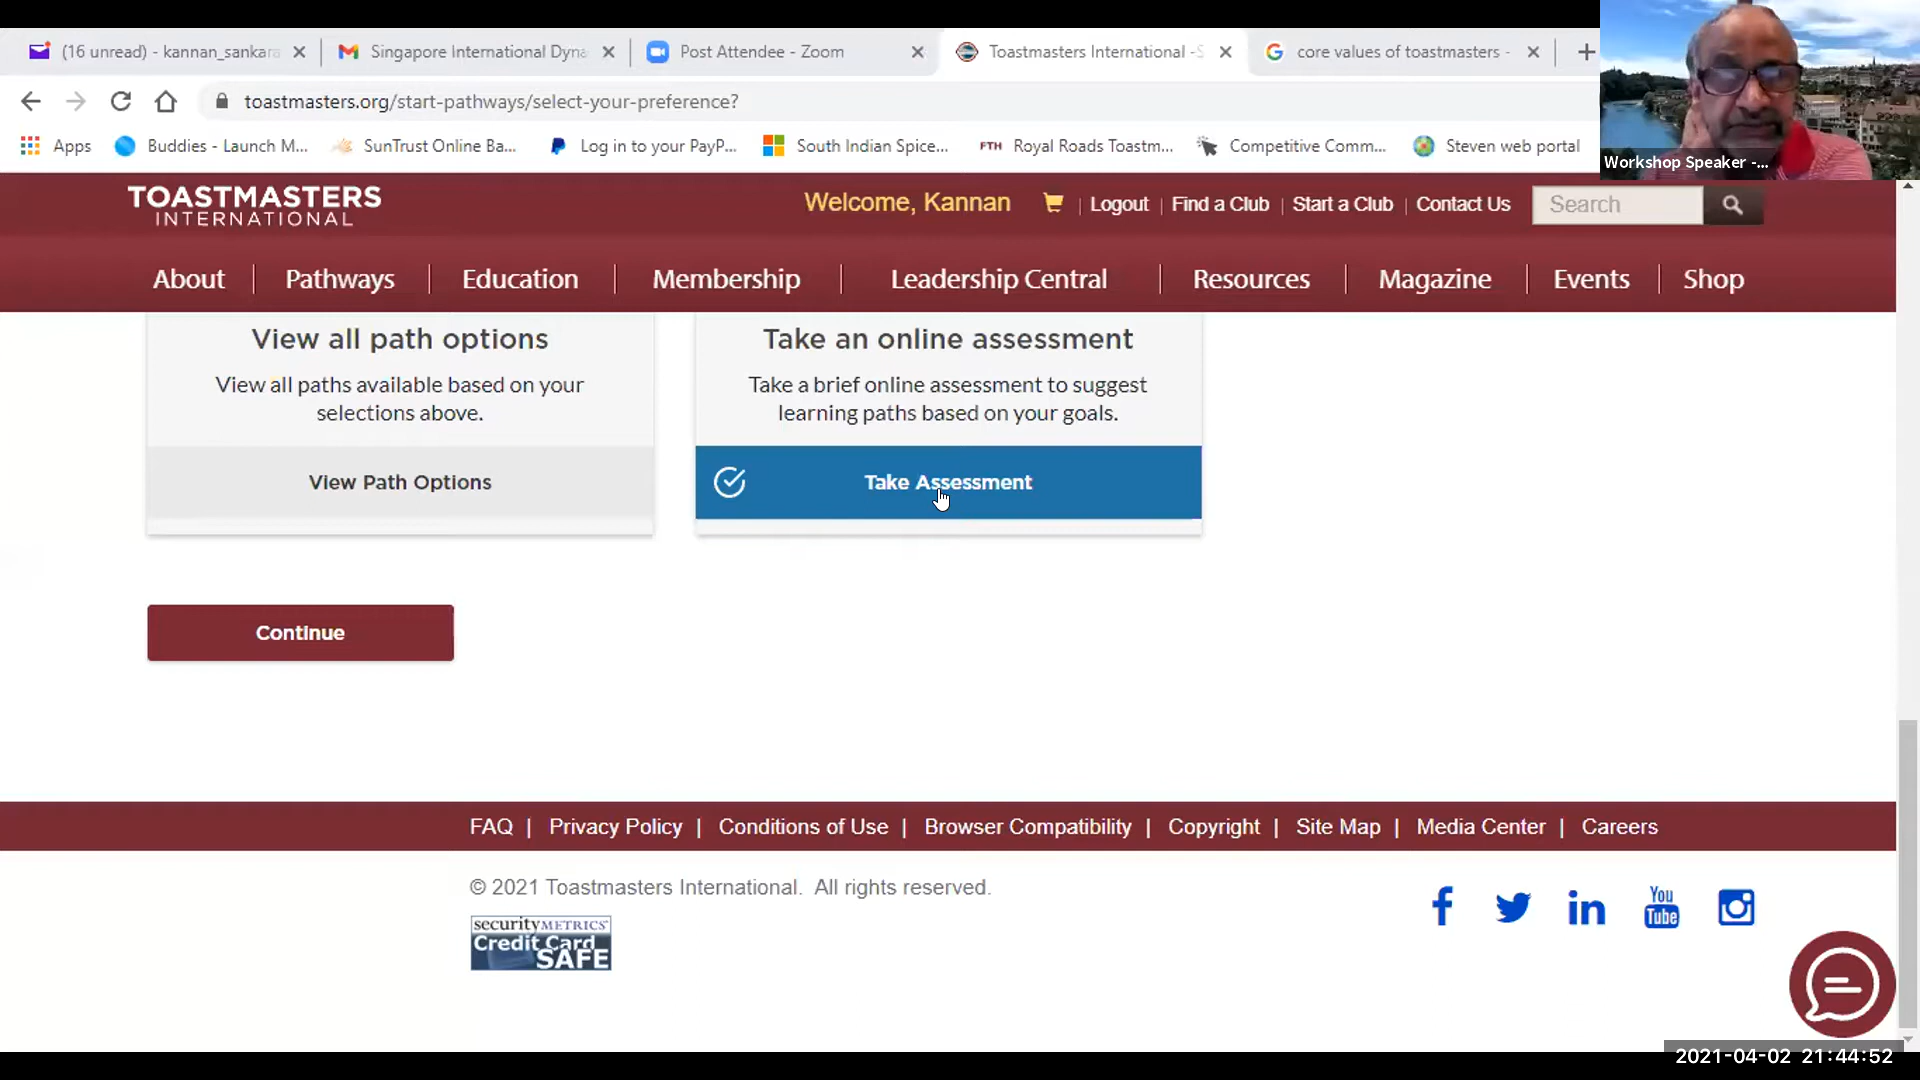 (16 unread) - kannan_sankara
Singapore International Dyna
Post Attendee - Zoom
Toastmasters International -S
core values of toastmasters -
toastmasters.org/start-pathways/select-your-preference?
Apps
Buddies - Launch M...
SunTrust Online Ba...
Log in to your PayP...
South Indian Spice...
FTH Royal Roads Toastm...
Competitive Comm...
Steven web portal
Workshop Speaker -...
TOASTMASTERS
INTERNATIONAL
Welcome, Kannan
| Logout | Find a Club | Start a Club | Contact Us
Search
About | Pathways | Education | Membership | Leadership Central | Resources | Magazine | Events | Shop
View all path options
View all paths available based on your
selections above.
View Path Options
Take an online assessment
Take a brief online assessment to suggest
learning paths based on your goals.
Take Assessment
Continue
FAQ | Privacy Policy | Conditions of Use | Browser Compatibility | Copyright | Site Map | Media Center | Careers
© 2021 Toastmasters International. All rights reserved.
securityMETRICS
Credit Card
SAFE
You
Tube
2021-04-02 21:44:52